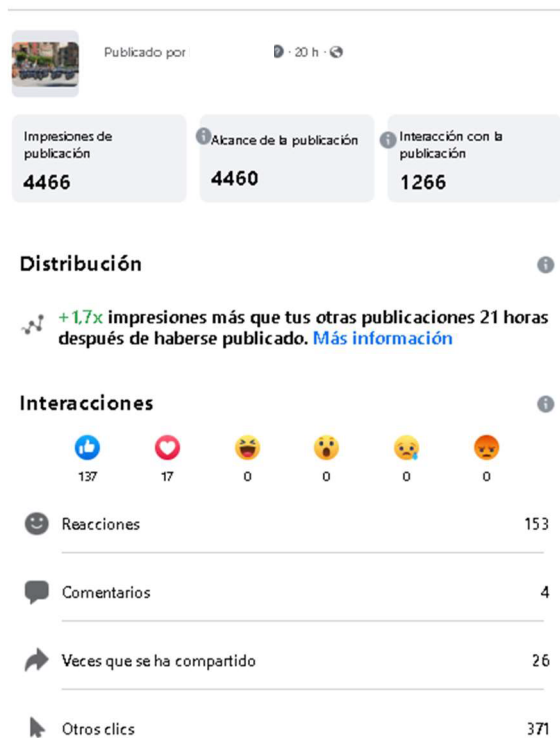 Publicado por
· 20 h ·
Impresiones de
publicación
4466
Alcance de la publicación
4460
Interacción con la
publicación
1266
Distribución
+1,7x impresiones más que tus otras publicaciones 21 horas
después de haberse publicado. Más información
Interacciones
137 17 0 0 0 0
Reacciones 153
Comentarios 4
Veces que se ha compartido 26
Otros clics 371